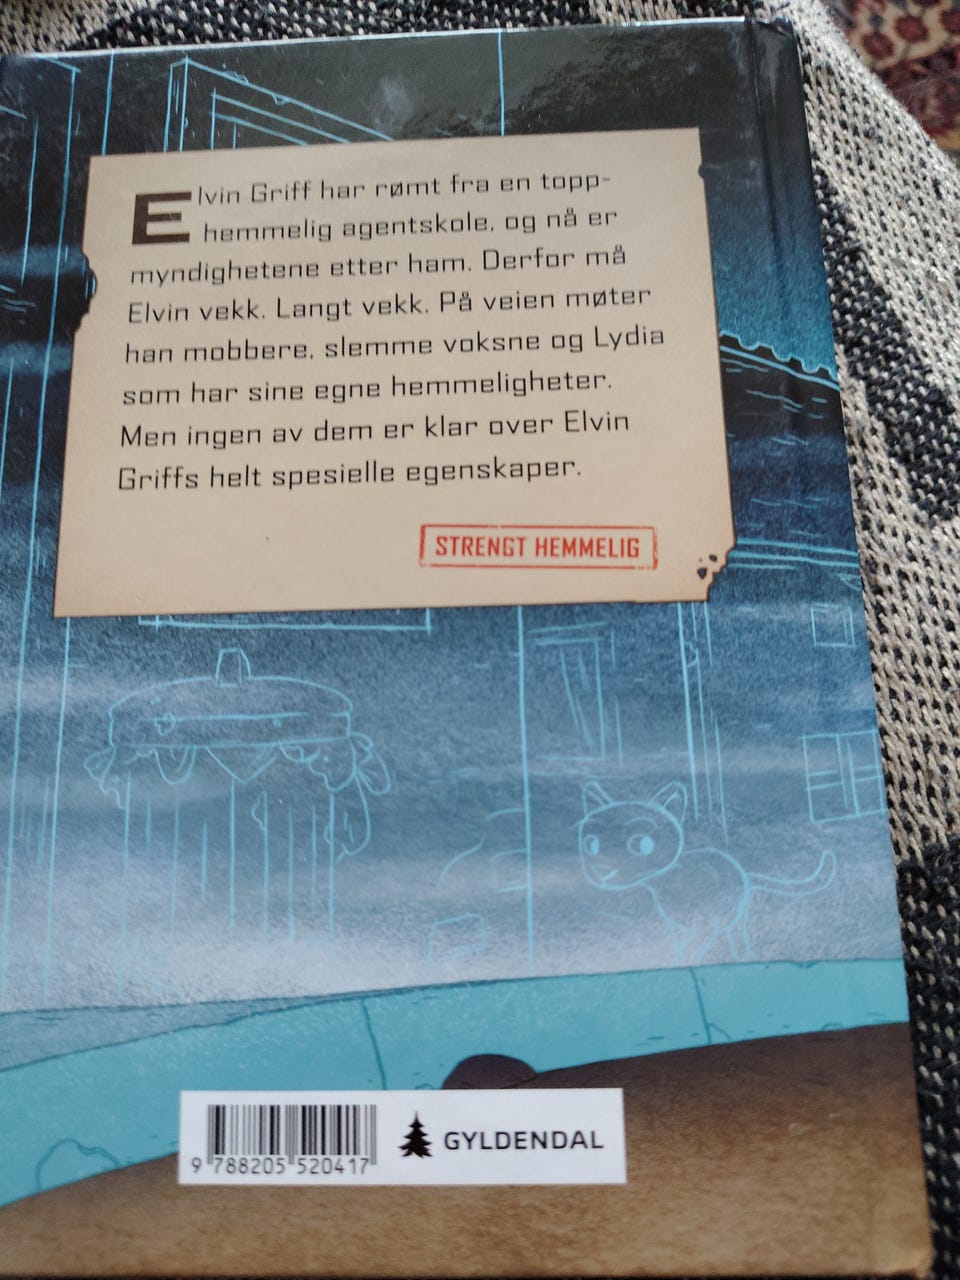 Elvin Griff har rømt fra en topp-
hemmelig agentskole, og nå er
myndighetene etter ham. Derfor må
Elvin vekk. Langt vekk. På veien møter
han mobbere, slemme voksne og Lydia
som har sine egne hemmeligheter.
Men ingen av dem er klar over Elvin
Griffs helt spesielle egenskaper.
STRENGT HEMMELIG
GYLDENDAL
9 788205 520417